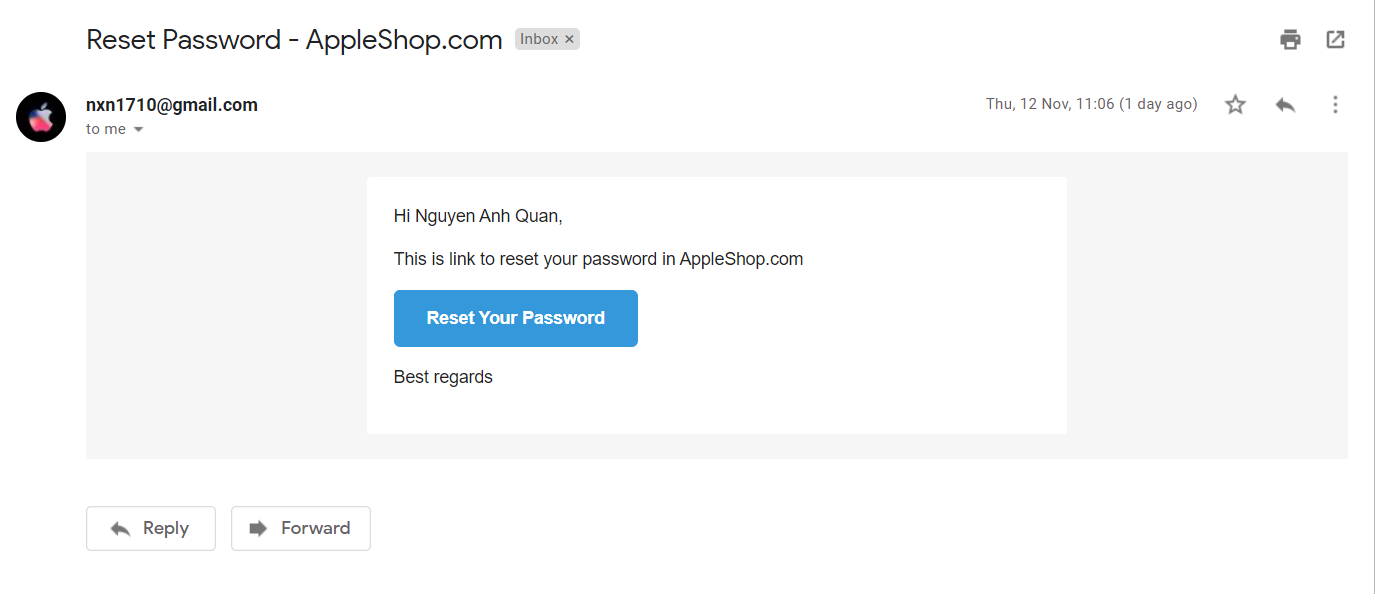 Reset Password - AppleShop.com Inbox ×
nxn1710@gmail.com Thu, 12 Nov, 11:06 (1 day ago)
to me
Hi Nguyen Anh Quan,
This is link to reset your password in AppleShop.com
Reset Your Password
Best regards
Reply Forward